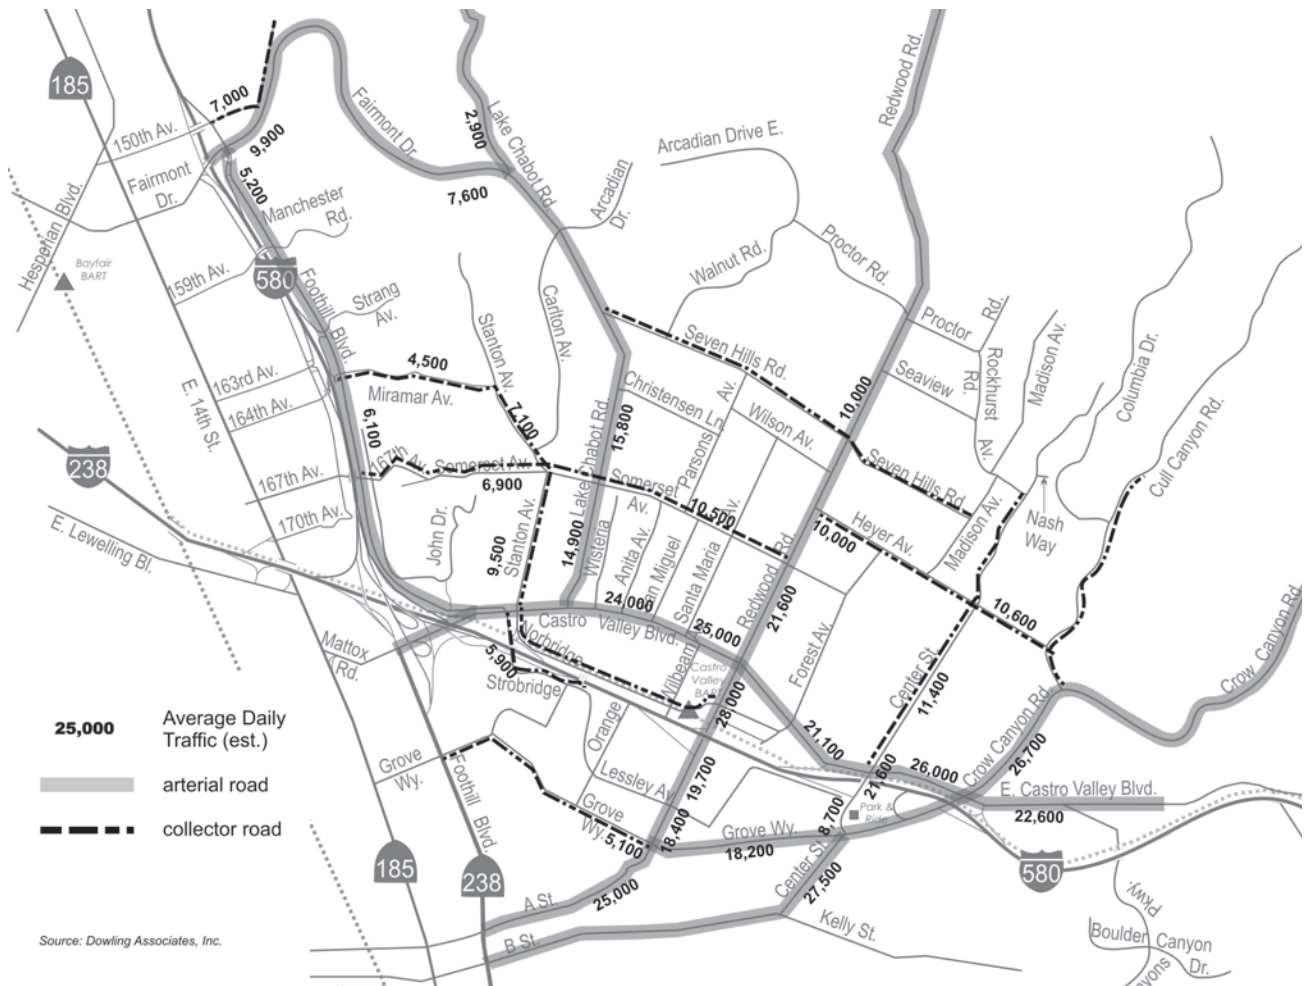 185
7,000
150th Av.
9,900
Fairmont
Dr.
5,200
Manchester
Rd.
Hesperian Blvd.
Bayfair
BART
159th Av.
580
Foothill Blvd.
Strang
Av.
Fairmont Dr.
2,900
Lake Chabot Rd.
7,600
Arcadian
Dr.
Arcadian Drive E.
Redwood Rd.
Walnut Rd.
Proctor Rd.
Proctor
Rd.
Seaview
Rockhurst
Rd.
Av.
Madison Av.
Columbia Dr.
Cull Canyon Rd.
Stanton Av.
Carlton Av.
4,500
Miramar Av.
7,100
163rd Av.
164th Av.
E. 14th St.
6,100
238
167th Av.
167th Av.
Somerset Av.
6,900
170th Av.
E. Lewelling Bl.
John Dr.
9,500
Stanton Av.
Seven Hills Rd.
10,000
Christensen Ln.
Lake Chabot Rd.
15,800
Parsons
Av.
Wilson Av.
Somerset
Av.
10,500
Av.
14,900
Wisteria
Anita Av.
San Miguel
Santa Maria
Redwood Rd.
21,600
Seven Hills Rd.
10,000
Heyer Av.
Madison Av.
Nash
Way
10,600
24,000
Castro
Valley Blvd.
25,000
Norbridge
Wilbeam Av.
Castro
Valley
BART
Forest Av.
Center St.
11,400
Crow Canyon Rd.
26,700
Crow Canyon Rd.
Mattox
Rd.
5,900
Strobridge
Orange
28,000
21,100
26,000
21,600
E. Castro Valley Blvd.
22,600
Park &
Ride
8,700
Grove
Wy.
Foothill Blvd
Lessley Av.
19,700
Grove
Wy.
5,100
18,400
Grove Wy.
18,200
Center St.
27,500
Kelly St.
580
185
238
A St.
25,000
B St.
Pkwy.
Boulder Canyon
Dr.
25,000
Average Daily
Traffic (est.)
arterial road
collector road
Source: Dowling Associates, Inc.